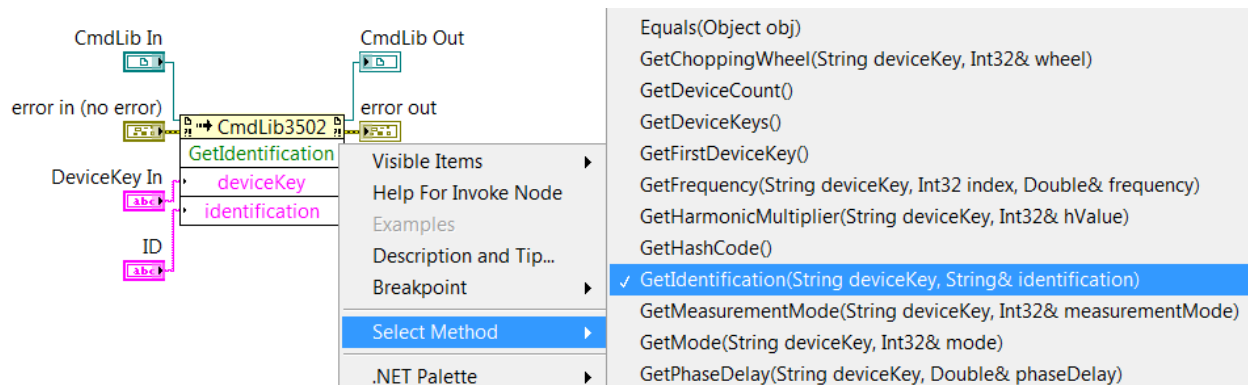 CmdLib In
CmdLib Out
error in (no error)
error out
CmdLib3502
GetIdentification
DeviceKey In
deviceKey
abc
identification
ID
abc
Visible Items
Help For Invoke Node
Examples
Description and Tip...
Breakpoint
Select Method
.NET Palette
Equals(Object obj)
GetChoppingWheel(String deviceKey, Int32& wheel)
GetDeviceCount()
GetDeviceKeys()
GetFirstDeviceKey()
GetFrequency(String deviceKey, Int32 index, Double& frequency)
GetHarmonicMultiplier(String deviceKey, Int32& hValue)
GetHashCode()
GetIdentification(String deviceKey, String& identification)
GetMeasurementMode(String deviceKey, Int32& measurementMode)
GetMode(String deviceKey, Int32& mode)
GetPhaseDelay(String deviceKey, Double& phaseDelay)